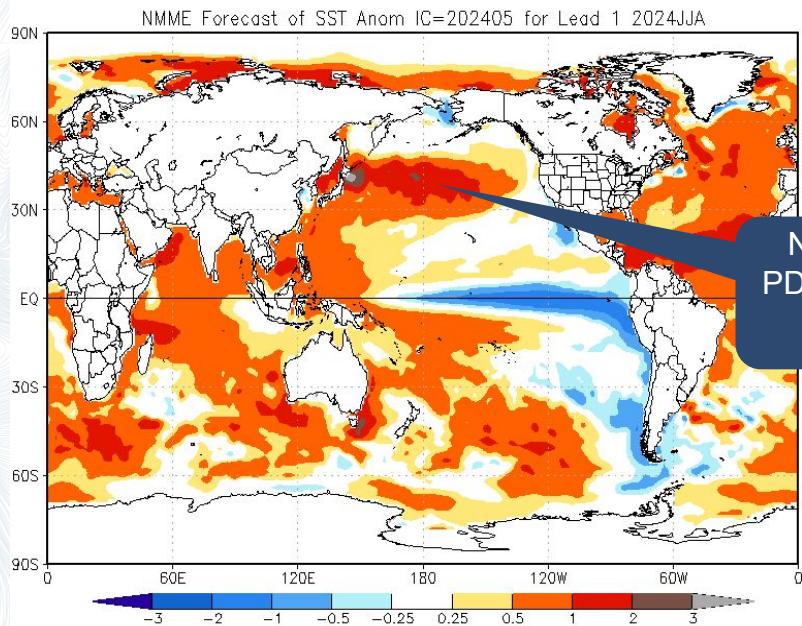 NMME Forecast of SST Anom IC=202405 for Lead 1 2024JJA
90N
60N
30N
EQ
30S
60S
90S
0 60E 120E 180 120W 60W 0
N
PD
-3 -2 -1 -0.5 -0.25 0.25 0.5 1 2 3